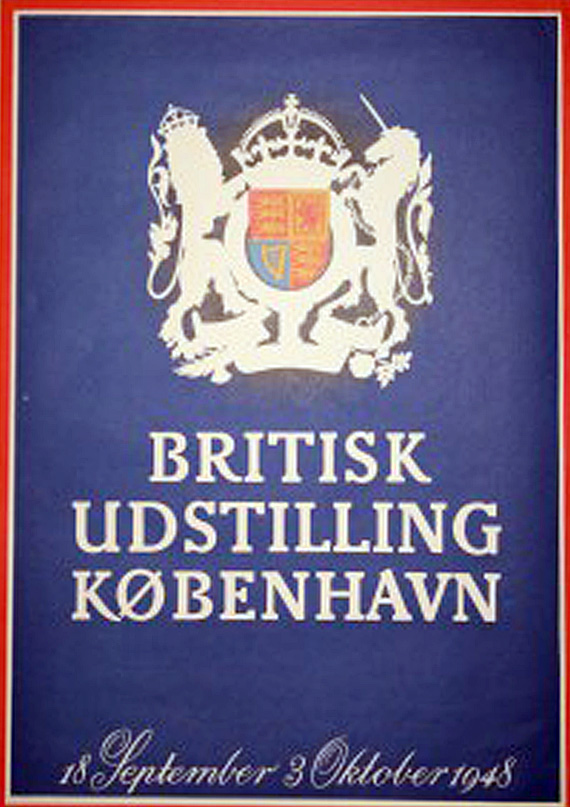 BRITISK
UDSTILLING
KØBENHAVN
18 September 3 Oktober 1948